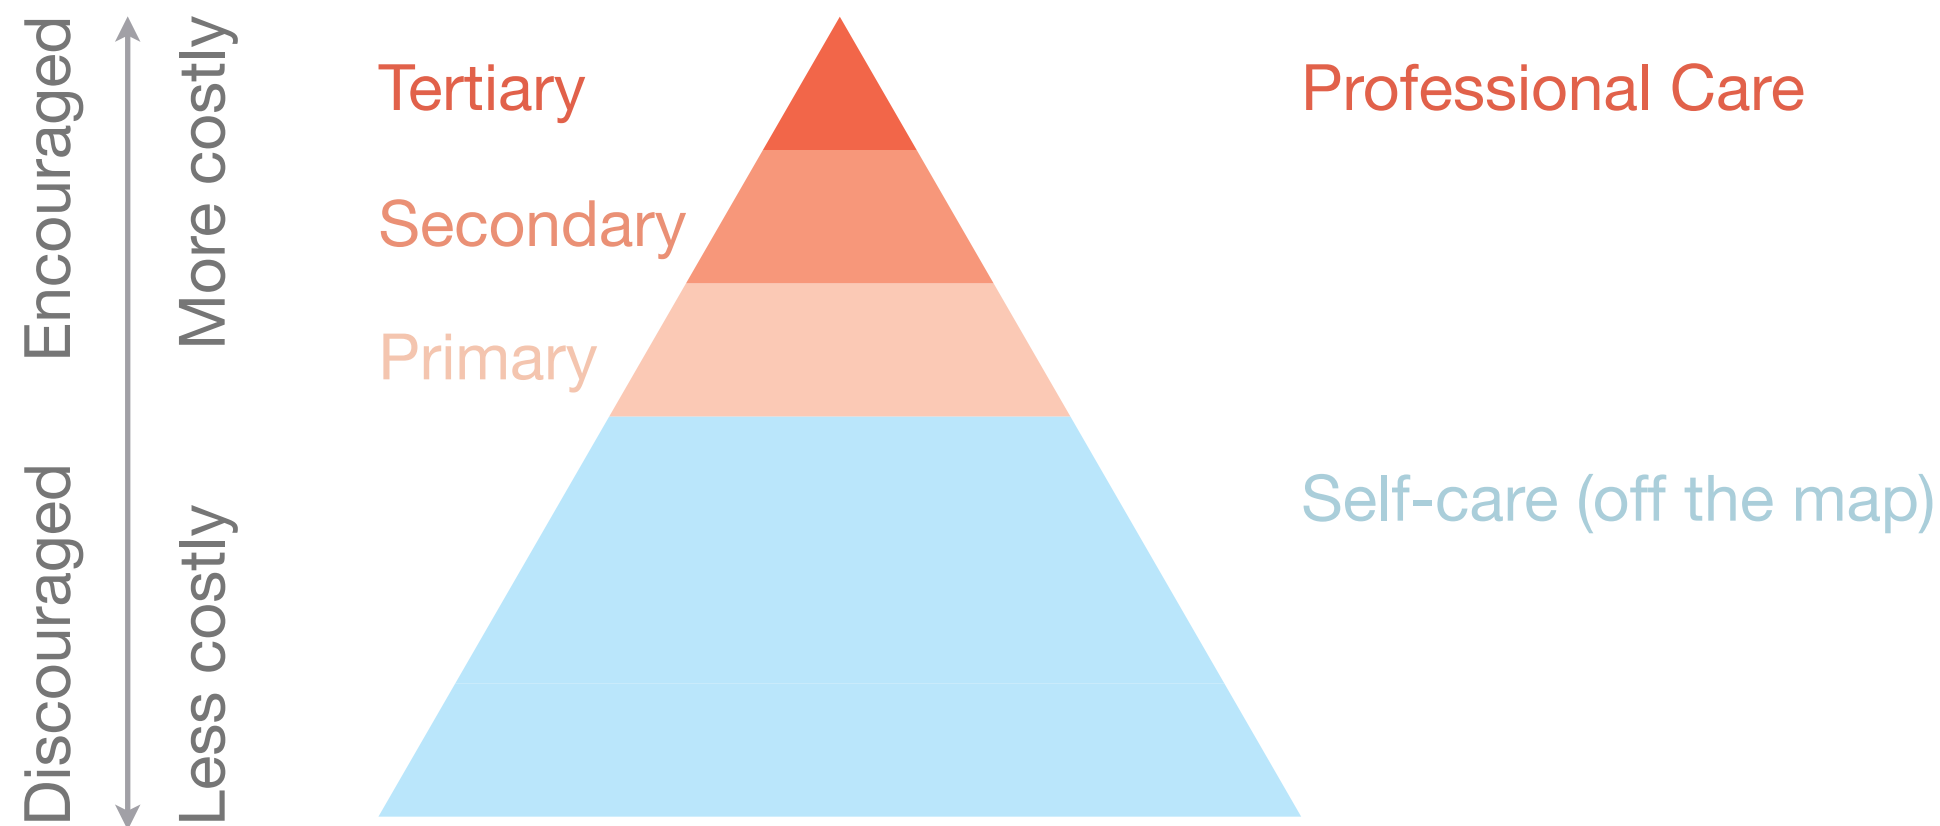 Encouraged
More costly
Tertiary
Professional Care
Secondary
Primary
Discouraged
Less costly
Self-care (off the map)